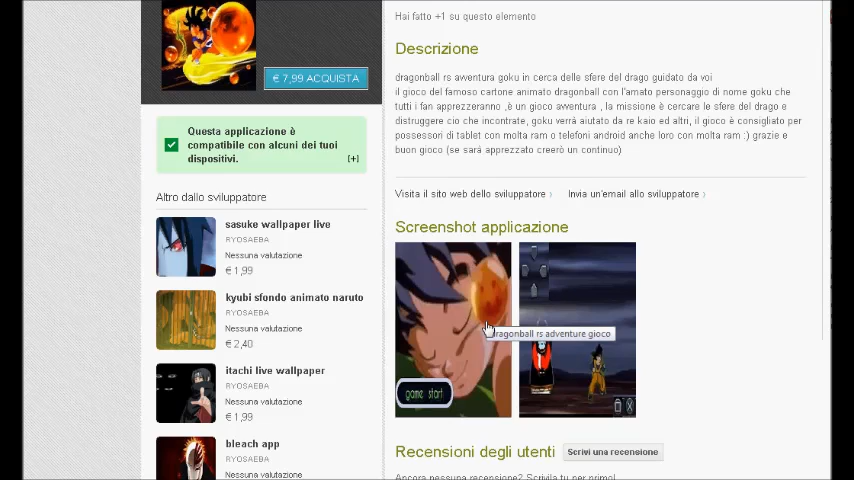 Hai fatto +1 su questo elemento
€ 7,99 ACQUISTA
Questa applicazione è
compatibile con alcuni dei tuoi
dispositivi.
[+]
Altro dallo sviluppatore
sasuke wallpaper live
RYOSAEBA
Nessuna valutazione
€ 1,99
kyubi sfondo animato naruto
RYOSAEBA
Nessuna valutazione
€ 2,40
itachi live wallpaper
RYOSAEBA
Nessuna valutazione
€ 1,99
bleach app
RYOSAEBA
Nessuna valutazione
Descrizione
dragonball rs avventura goku in cerca delle sfere del drago guidato da voi
il gioco del famoso cartone animato dragonball con l'amato personaggio di nome goku che
tutti i fan apprezzeranno ,è un gioco avventura , la missione è cercare le sfere del drago e
distruggere cio che incontrate, goku verrà aiutato da re kaio ed altri, il gioco è consigliato per
possersori di tablet con molta ram o telefoni android anche loro con molta ram :) grazie e
buon gioco (se sarà apprezzato creerò un continuo)
Visita il sito web dello sviluppatore ›
Invia un'email allo sviluppatore ›
Screenshot applicazione
dragonball rs adventure gioco
game start
Recensioni degli utenti
Scrivi una recensione
Ancora nessuna recensione? Scrivila tu per primo!